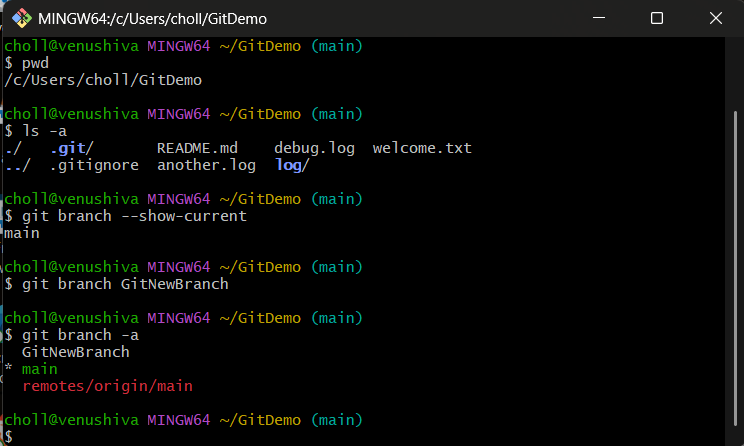 MINGW64:/c/Users/choll/GitDemo
choll@venushiva MINGW64 ~/GitDemo (main)
$ pwd
/c/Users/choll/GitDemo
choll@venushiva MINGW64 ~/GitDemo (main)
$ ls -a
./   .git/       README.md    debug.log  welcome.txt
../  .gitignore  another.log  log/
choll@venushiva MINGW64 ~/GitDemo (main)
$ git branch --show-current
main
choll@venushiva MINGW64 ~/GitDemo (main)
$ git branch GitNewBranch
choll@venushiva MINGW64 ~/GitDemo (main)
$ git branch -a
  GitNewBranch
* main
  remotes/origin/main
choll@venushiva MINGW64 ~/GitDemo (main)
$